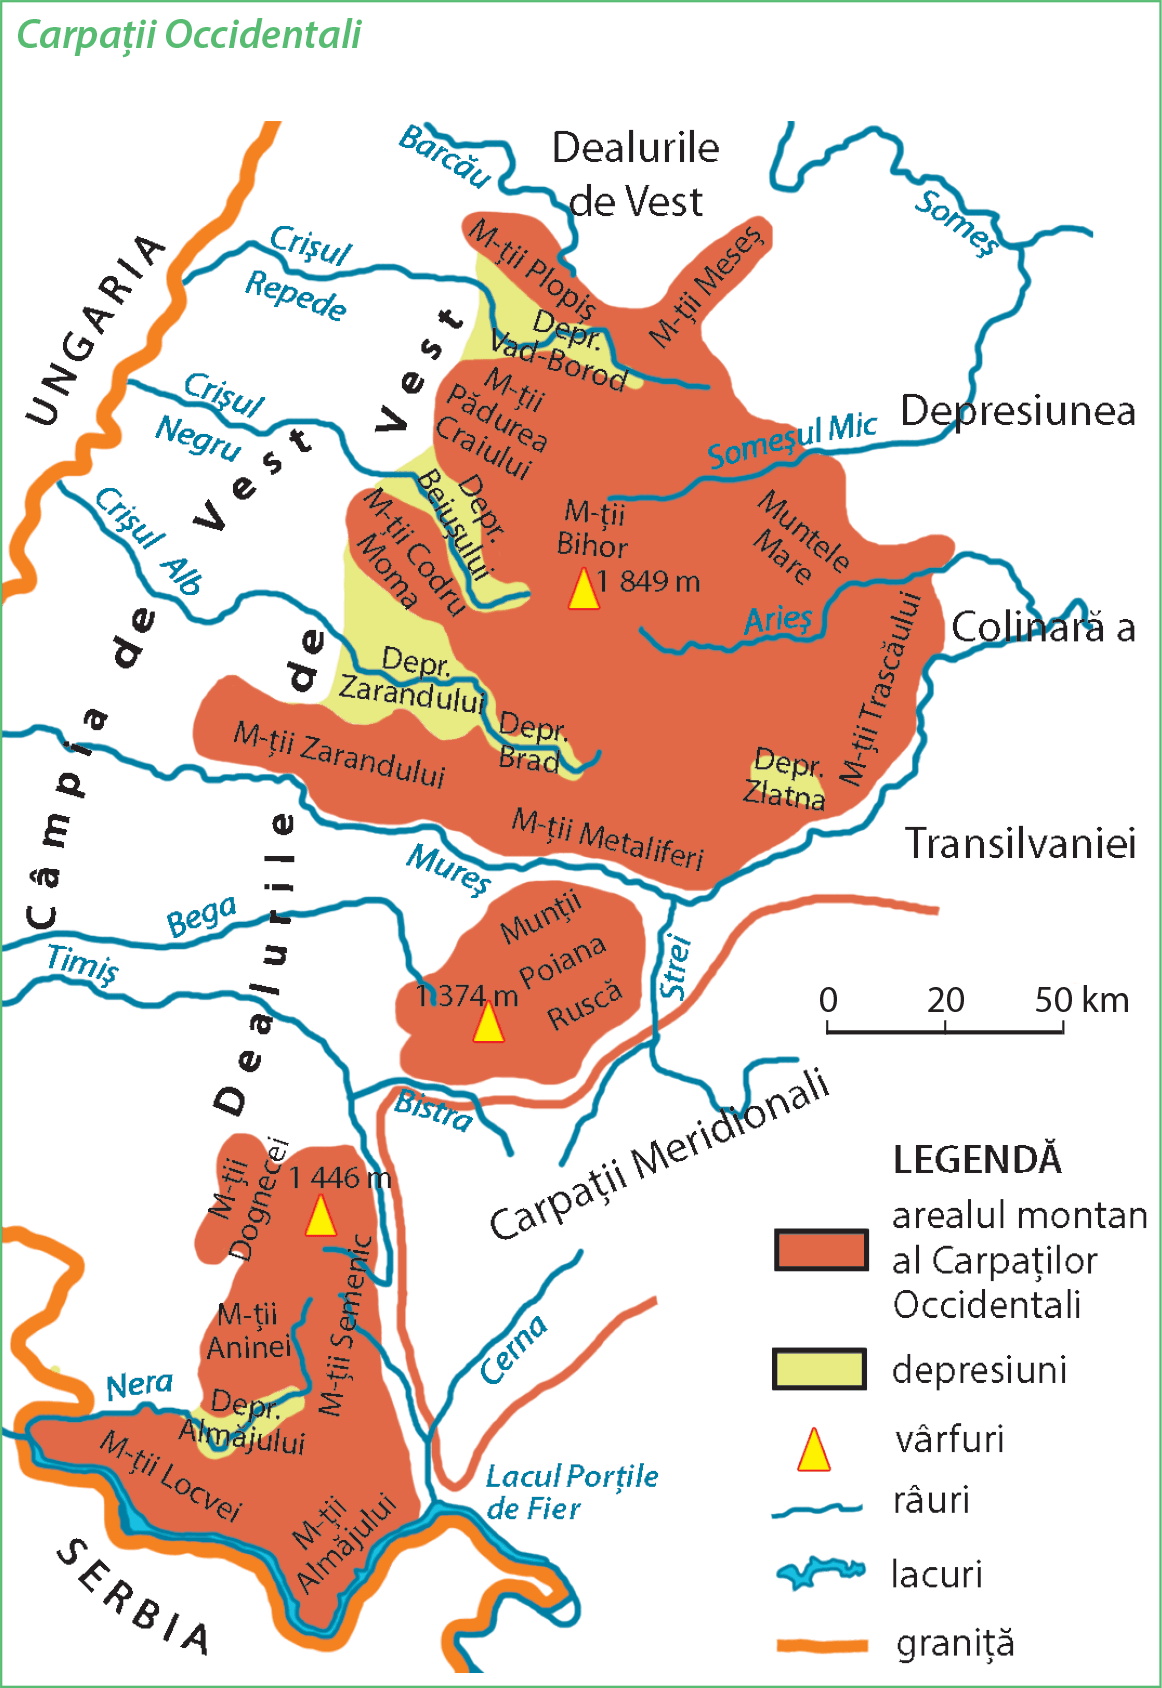 Carpații Occidentali
Barcău
Dealurile
de Vest
Someș
Crișul
Repede
UNGARIA
M-ții Plopiș
M-ții Meseș
Depr.
Vad-Borod
Crișul
Negru
M-ții
Pădurea
Craiului
Someșul Mic
Depresiunea
Crișul Alb
Depr.
Beiușului
M-ții Codru
Moma
M-ții
Bihor
1 849 m
Muntele
Mare
Arieș
Colinară a
M-ții Trascăului
Câmpia de Vest
Dealurile de Vest
Depr.
Zarandului
Depr.
Brad
M-ții Zarandului
Depr.
Zlatna
M-ții Metaliferi
Transilvaniei
Mureș
Bega
Timiș
Munții
Poiana
Ruscă
1 374 m
Strei
0 20 50 km
Bistra
Carpații Meridionali
M-ții
Dognecei
1 446 m
M-ții Semenic
M-ții
Aninei
Cerna
Nera
Depr.
Almăjului
M-ții Locvei
M-ții
Almăjului
Lacul Porțile
de Fier
SERBIA
LEGENDĂ
arealul montan
al Carpaților
Occidentali
depresiuni
vârfuri
râuri
lacuri
graniță